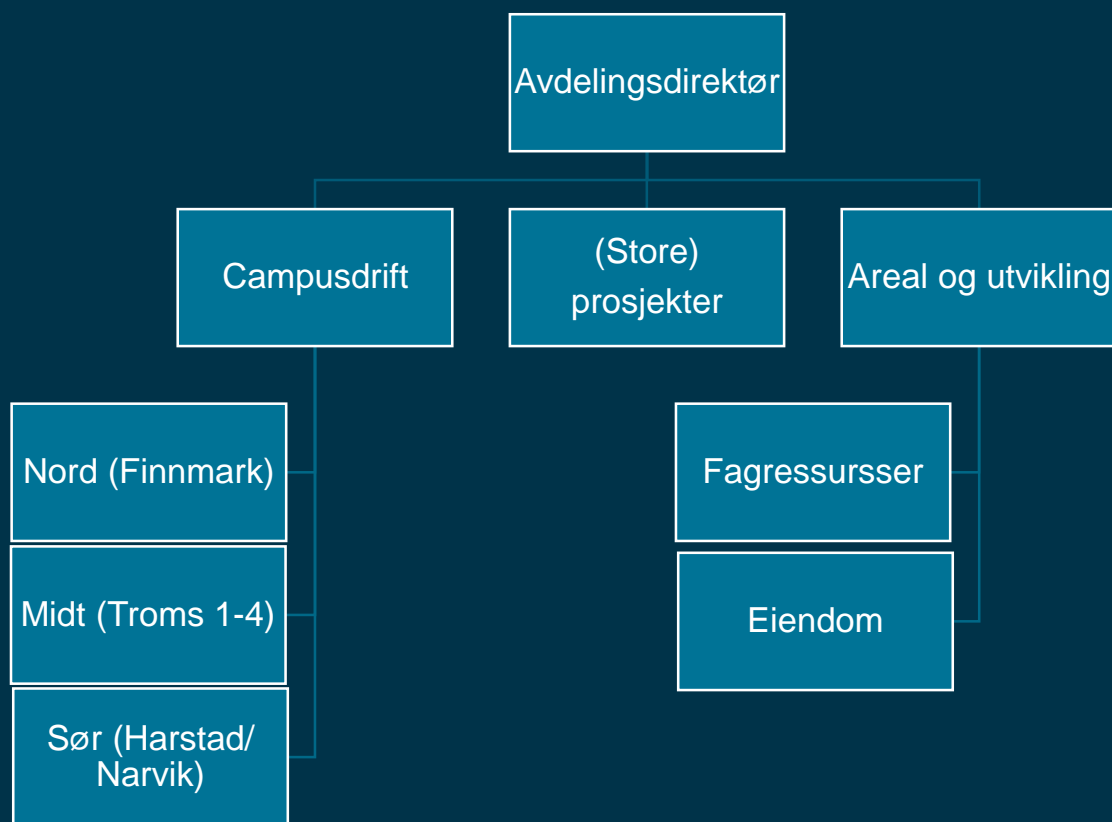 Avdelingsdirektør
Campusdrift
(Store)
prosjekter
Areal og utvikling
Nord (Finnmark)
Midt (Troms 1-4)
Sør (Harstad/
Narvik)
Fagressursser
Eiendom